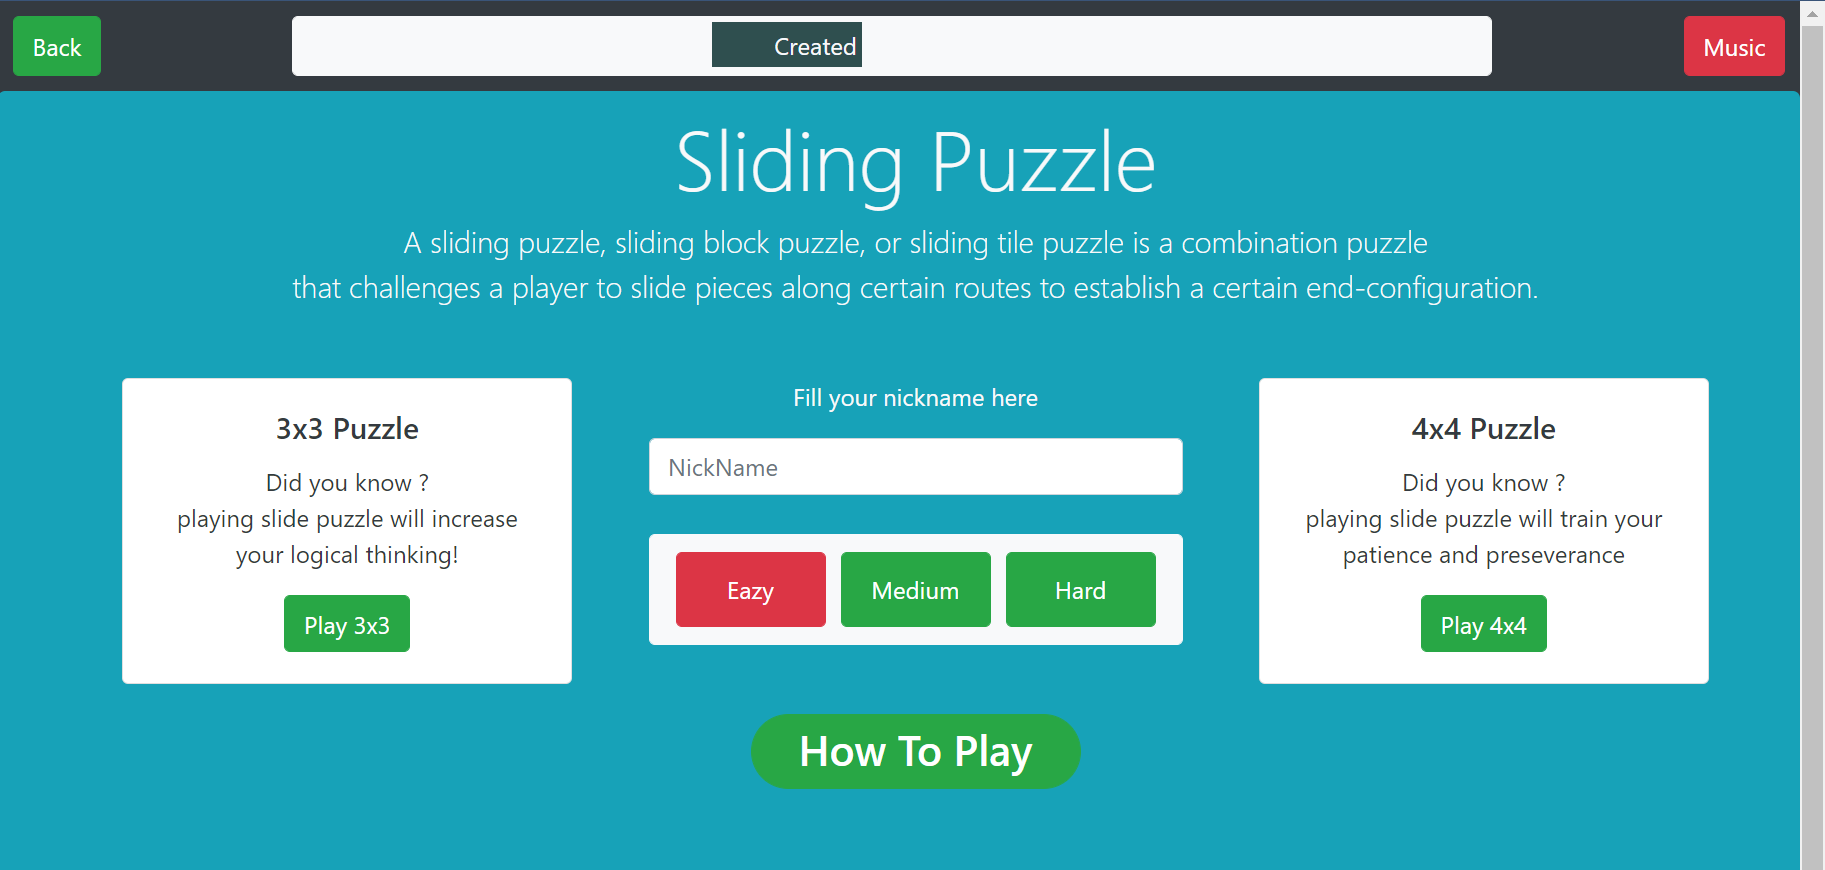 Back
Created
Music
Sliding Puzzle
A sliding puzzle, sliding block puzzle, or sliding tile puzzle is a combination puzzle
that challenges a player to slide pieces along certain routes to establish a certain end-configuration.
3x3 Puzzle
Did you know ?
playing slide puzzle will increase
your logical thinking!
Play 3x3
Fill your nickname here
NickName
Eazy
Medium
Hard
4x4 Puzzle
Did you know ?
playing slide puzzle will train your
patience and preseverance
Play 4x4
How To Play